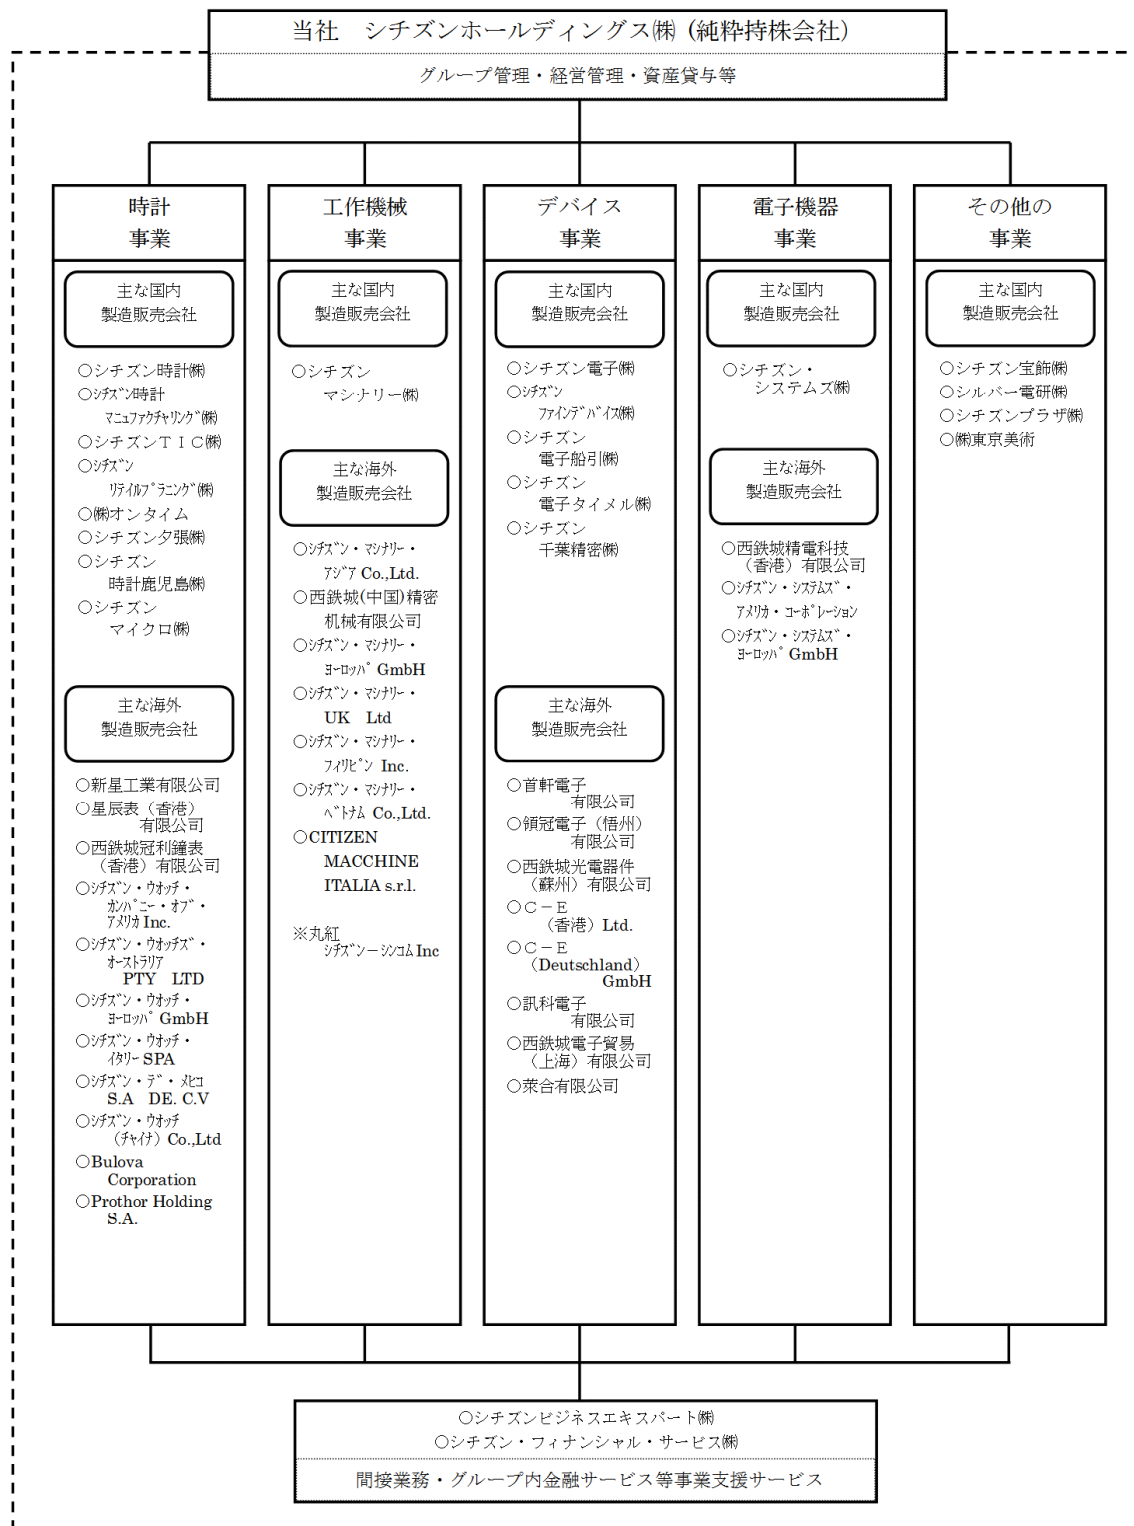 当社　シチズンホールディングス㈱（純粋持株会社）
グループ管理・経営管理・資産貸与等
時計
事業
主な国内
製造販売会社
○シチズン時計㈱
○ｼﾁｽﾞﾝ時計
ﾏﾆｭﾌｧｸﾁｬﾘﾝｸﾞ㈱
○シチズンＴＩＣ㈱
○ｼﾁｽﾞﾝ
ﾘﾃｲﾙﾌﾟﾗﾆﾝｸﾞ㈱
○㈱オンタイム
○シチズン夕張㈱
○シチズン
時計鹿児島㈱
○シチズン
マイクロ㈱
主な海外
製造販売会社
○新星工業有限公司
○星辰表（香港）
有限公司
○西鉄城冠利鐘表
（香港）有限公司
○ｼﾁｽﾞﾝ・ｳｵｯﾁ・
ｶﾝﾊﾟﾆｰ・ｵﾌﾞ・
ｱﾒﾘｶ Inc.
○ｼﾁｽﾞﾝ・ｳｵｯﾁｽﾞ・
ｵｰｽﾄﾗﾘｱ
PTY　LTD
○ｼﾁｽﾞﾝ・ｳｵｯﾁ・
ﾖｰﾛｯﾊﾟ GmbH
○ｼﾁｽﾞﾝ・ｳｵｯﾁ・
ｲﾀﾘｰ SPA
○ｼﾁｽﾞﾝ・ﾃﾞ・ﾒﾋｺ
S.A　DE. C.V
○ｼﾁｽﾞﾝ・ｳｵｯﾁ
（ﾁｬｲﾅ）Co.,Ltd
○Bulova
Corporation
○Prothor Holding
S.A.
工作機械
事業
主な国内
製造販売会社
○シチズン
マシナリー㈱
主な海外
製造販売会社
○ｼﾁｽﾞﾝ・ﾏｼﾅﾘｰ・
ｱｼﾞｱ Co.,Ltd.
○西鉄城(中国)精密
机械有限公司
○ｼﾁｽﾞﾝ・ﾏｼﾅﾘｰ・
ﾖｰﾛｯﾊﾟ GmbH
○ｼﾁｽﾞﾝ・ﾏｼﾅﾘｰ・
UK　Ltd
○ｼﾁｽﾞﾝ・ﾏｼﾅﾘｰ・
ﾌｨﾘﾋﾟﾝ Inc.
○ｼﾁｽﾞﾝ・ﾏｼﾅﾘｰ・
ﾍﾞﾄﾅﾑ Co.,Ltd.
○CITIZEN
MACCHINE
ITALIA s.r.l.
※丸紅
ｼﾁｽﾞﾝ－ｼﾝｺﾑ Inc
デバイス
事業
主な国内
製造販売会社
○シチズン電子㈱
○ｼﾁｽﾞﾝ
ﾌｧｲﾝﾃﾞﾊﾞｲｽ㈱
○シチズン
電子船引㈱
○シチズン
電子タイメル㈱
○シチズン
千葉精密㈱
主な海外
製造販売会社
○首軒電子
有限公司
○領冠電子（悟州）
有限公司
○西鉄城光電器件
（蘇州）有限公司
○Ｃ－Ｅ
（香港）Ltd.
○Ｃ－Ｅ
（Deutschland）
GmbH
○訊科電子
有限公司
○西鉄城電子貿易
（上海）有限公司
○萊合有限公司
電子機器
事業
主な国内
製造販売会社
○シチズン・
システムズ㈱
主な海外
製造販売会社
○西鉄城精電科技
（香港）有限公司
○ｼﾁｽﾞﾝ・ｼｽﾃﾑｽﾞ・
ｱﾒﾘｶ・ｺｰﾎﾟﾚｰｼｮﾝ
○ｼﾁｽﾞﾝ・ｼｽﾃﾑｽﾞ・
ﾖｰﾛｯﾊﾟ GmbH
その他の
事業
主な国内
製造販売会社
○シチズン宝飾㈱
○シルバー電研㈱
○シチズンプラザ㈱
○㈱東京美術
○シチズンビジネスエキスパート㈱
○シチズン・フィナンシャル・サービス㈱
間接業務・グループ内金融サービス等事業支援サービス